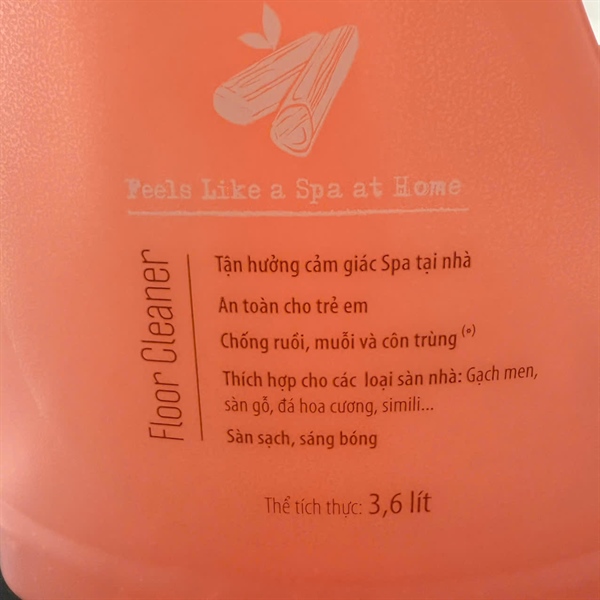 Feels Like a Spa at Home
Floor Cleaner
Tận hưởng cảm giác Spa tại nhà
An toàn cho trẻ em
Chống ruồi, muỗi và côn trùng (*)
Thích hợp cho các loại sàn nhà: Gạch men,
sàn gỗ, đá hoa cương, simili...
Sàn sạch, sáng bóng
Thể tích thực: 3,6 lít